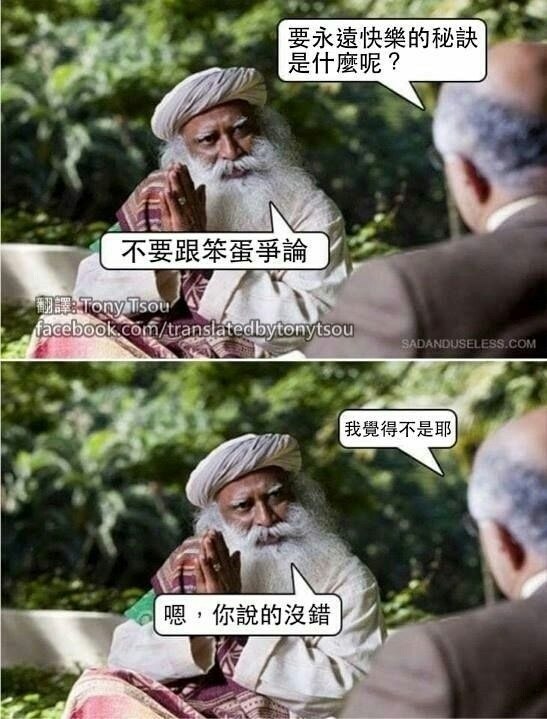 要永遠快樂的秘訣
是什麼呢？
不要跟笨蛋爭論
翻譯: Tony Tsou
facebook.com/translatedbytonytsou
SADANDUSELESS.COM
我覺得不是耶
嗯，你說的沒錯